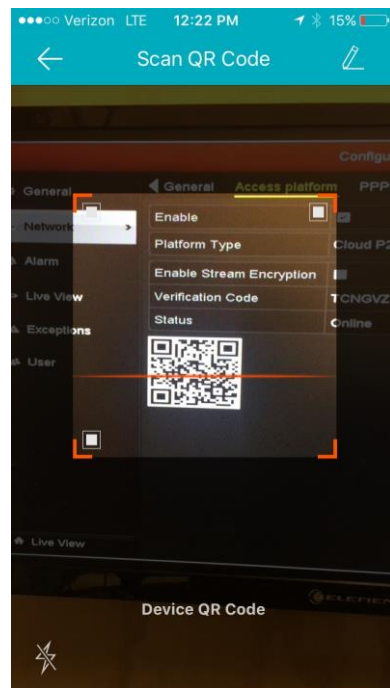 Verizon LTE 12:22 PM 15%
Scan QR Code
Configu
General
General Access platform PPP
Network
Enable
Platform Type Cloud P2
Alarm
Enable Stream Encryption
Live View
Verification Code TCNGVZ
Exceptions
Status Online
User
Live View
ELEMEN
Device QR Code